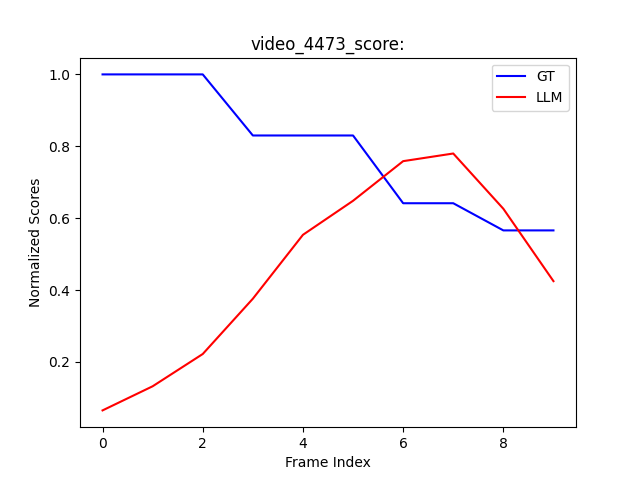 video_4473_score:
GT
LLM
Normalized Scores
1.0
0.8
0.6
0.4
0.2
0 2 4 6 8
Frame Index